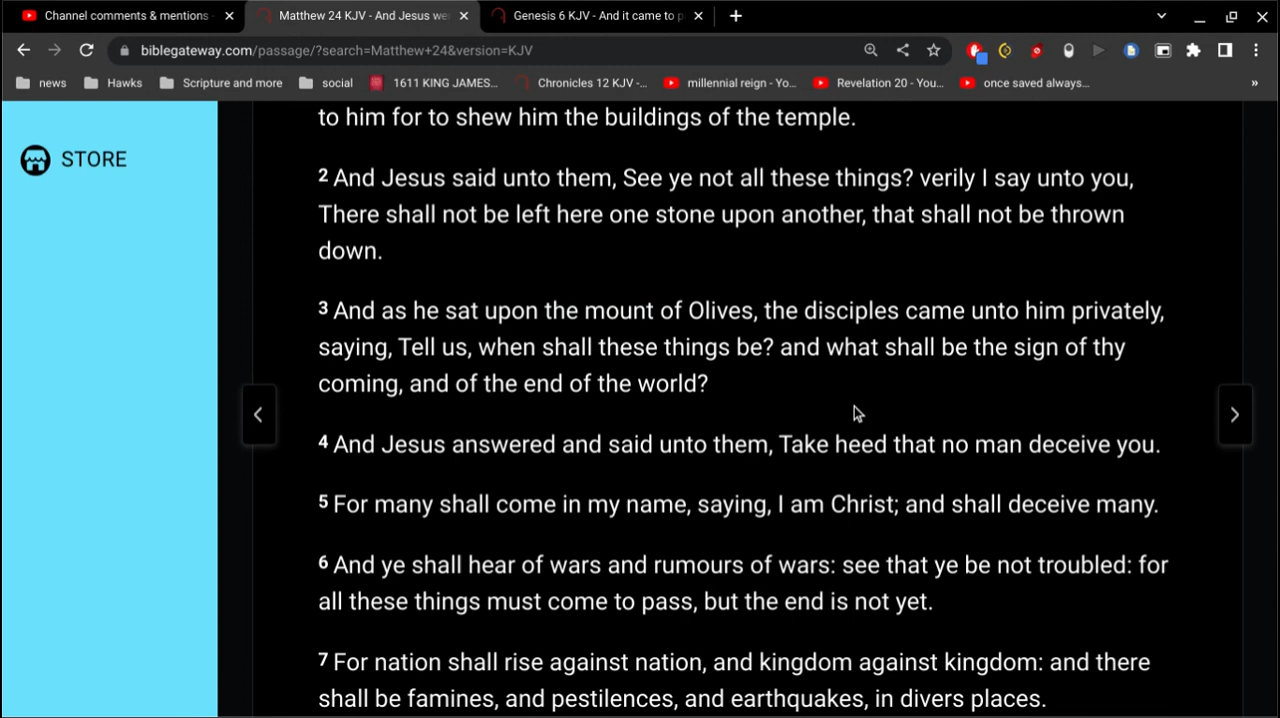 Channel comments & mentions
Matthew 24 KJV - And Jesus we
Genesis 6 KJV - And it came to p
biblegateway.com/passage/?search=Matthew+24&version=KJV
news
Hawks
Scripture and more
social
1611 KING JAMES...
Chronicles 12 KJV -...
millennial reign - Yo...
Revelation 20 - You...
once saved always...
»
STORE
to him for to shew him the buildings of the temple.
2 And Jesus said unto them, See ye not all these things? verily I say unto you,
There shall not be left here one stone upon another, that shall not be thrown
down.
3 And as he sat upon the mount of Olives, the disciples came unto him privately,
saying, Tell us, when shall these things be? and what shall be the sign of thy
coming, and of the end of the world?
4 And Jesus answered and said unto them, Take heed that no man deceive you.
5 For many shall come in my name, saying, I am Christ; and shall deceive many.
6 And ye shall hear of wars and rumours of wars: see that ye be not troubled: for
all these things must come to pass, but the end is not yet.
7 For nation shall rise against nation, and kingdom against kingdom: and there
shall be famines, and pestilences, and earthquakes, in divers places.